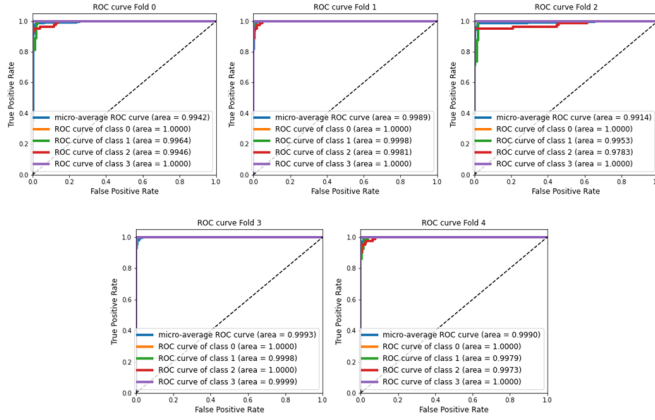 ROC curve Fold 0
True Positive Rate
1.0
0.8
0.6
0.4
0.2
0.0
micro-average ROC curve (area = 0.9942)
ROC curve of class 0 (area = 1.0000)
ROC curve of class 1 (area = 0.9964)
ROC curve of class 2 (area = 0.9946)
ROC curve of class 3 (area = 1.0000)
0.0 0.2 0.4 0.6 0.8 1.0
False Positive Rate
ROC curve Fold 1
True Positive Rate
1.0
0.8
0.6
0.4
0.2
0.0
micro-average ROC curve (area = 0.9989)
ROC curve of class 0 (area = 1.0000)
ROC curve of class 1 (area = 0.9998)
ROC curve of class 2 (area = 0.9981)
ROC curve of class 3 (area = 1.0000)
0.0 0.2 0.4 0.6 0.8 1.0
False Positive Rate
ROC curve Fold 2
True Positive Rate
1.0
0.8
0.6
0.4
0.2
0.0
micro-average ROC curve (area = 0.9914)
ROC curve of class 0 (area = 1.0000)
ROC curve of class 1 (area = 0.9953)
ROC curve of class 2 (area = 0.9783)
ROC curve of class 3 (area = 1.0000)
0.0 0.2 0.4 0.6 0.8 1.0
False Positive Rate
ROC curve Fold 3
True Positive Rate
1.0
0.8
0.6
0.4
0.2
0.0
micro-average ROC curve (area = 0.9993)
ROC curve of class 0 (area = 1.0000)
ROC curve of class 1 (area = 0.9998)
ROC curve of class 2 (area = 1.0000)
ROC curve of class 3 (area = 0.9999)
0.0 0.2 0.4 0.6 0.8 1.0
False Positive Rate
ROC curve Fold 4
True Positive Rate
1.0
0.8
0.6
0.4
0.2
0.0
micro-average ROC curve (area = 0.9990)
ROC curve of class 0 (area = 1.0000)
ROC curve of class 1 (area = 0.9979)
ROC curve of class 2 (area = 0.9973)
ROC curve of class 3 (area = 1.0000)
0.0 0.2 0.4 0.6 0.8 1.0
False Positive Rate